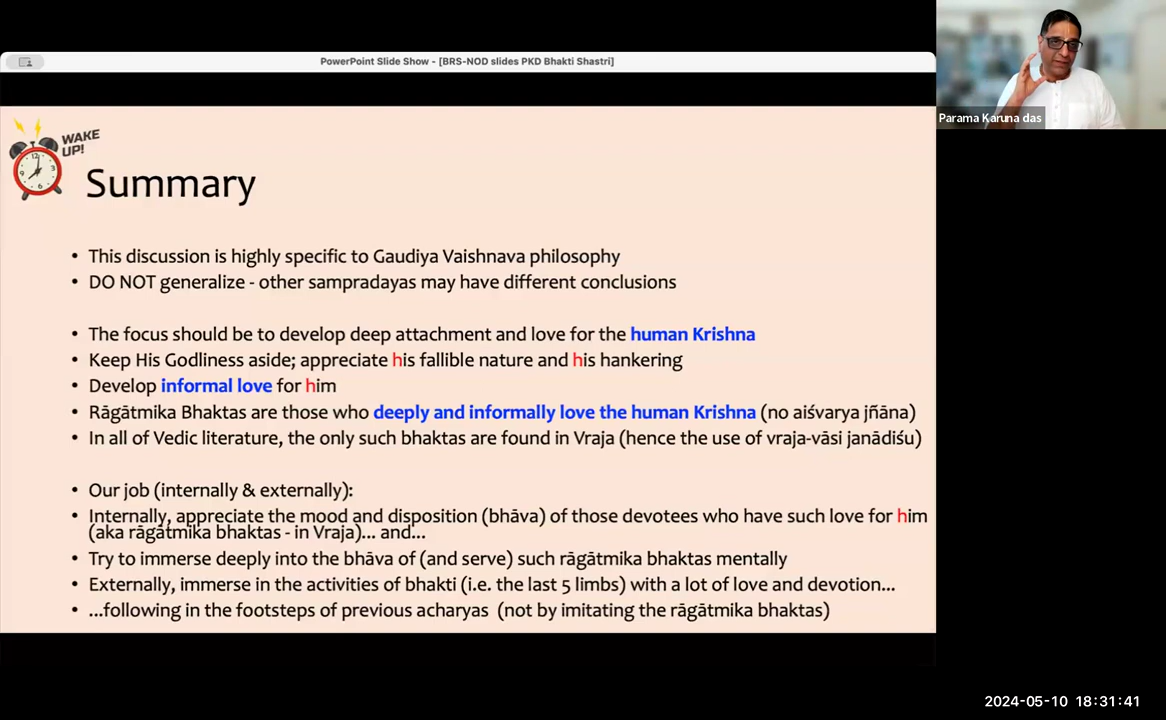 PowerPoint Slide Show - [BRS-NOD slides PKD Bhakti Shastri]
Parama Karuna das
WAKE
UP!
Summary
• This discussion is highly specific to Gaudiya Vaishnava philosophy
• DO NOT generalize - other sampradayas may have different conclusions
• The focus should be to develop deep attachment and love for the human Krishna
• Keep His Godliness aside; appreciate his fallible nature and his hankering
• Develop informal love for him
• Rāgātmika Bhaktas are those who deeply and informally love the human Krishna (no aiśvarya jñāna)
• In all of Vedic literature, the only such bhaktas are found in Vraja (hence the use of vraja-vāsi janādiśu)
• Our job (internally & externally):
• Internally, appreciate the mood and disposition (bhāva) of those devotees who have such love for him
(aka rāgātmika bhaktas - in Vraja)... and...
• Try to immerse deeply into the bhāva of (and serve) such rāgātmika bhaktas mentally
• Externally, immerse in the activities of bhakti (i.e. the last 5 limbs) with a lot of love and devotion...
• ...following in the footsteps of previous acharyas (not by imitating the rāgātmika bhaktas)
2024-05-10 18:31:41